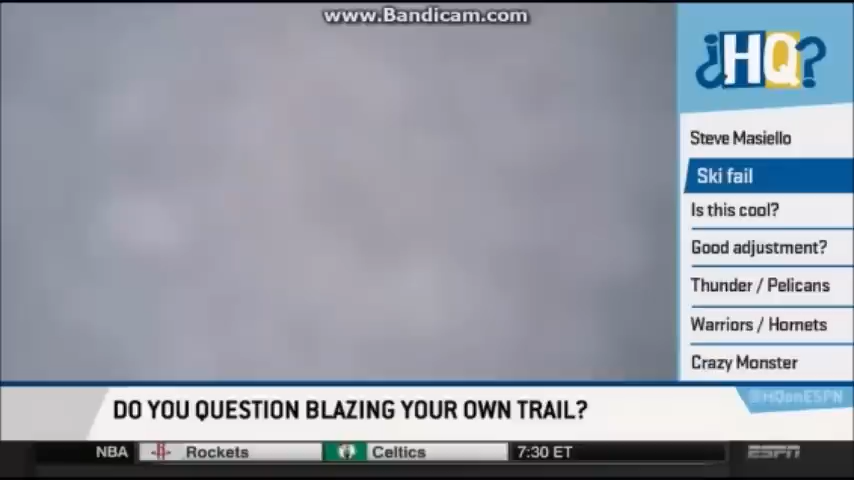 www.Bandicam.com
¿HQ?
Steve Masiello
Ski fail
Is this cool?
Good adjustment?
Thunder / Pelicans
Warriors / Hornets
Crazy Monster
DO YOU QUESTION BLAZING YOUR OWN TRAIL?
@HQonESPN
NBA Rockets Celtics 7:30 ET ESPN